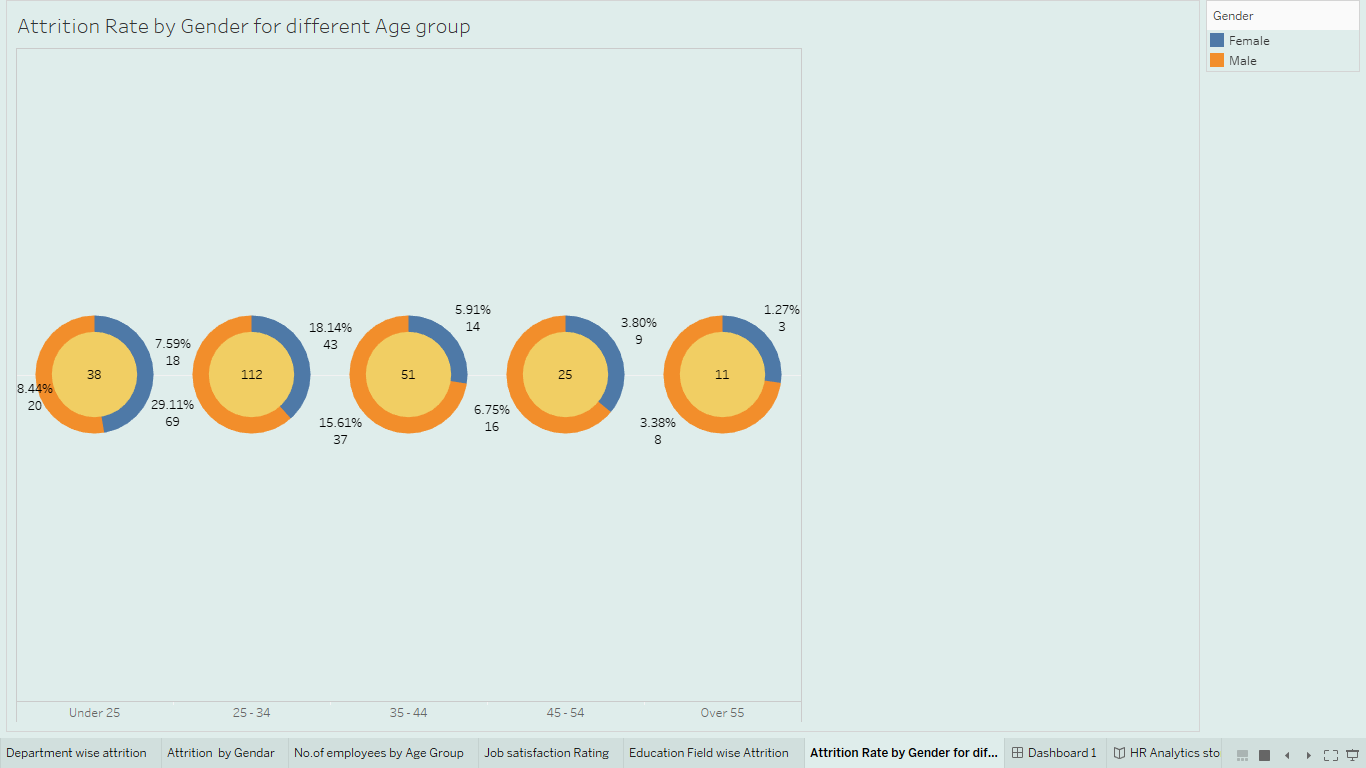 Attrition Rate by Gender for different Age group
Gender
Female
Male
38
7.59%
18
8.44%
20
112
18.14%
43
29.11%
69
51
5.91%
14
15.61%
37
25
3.80%
9
6.75%
16
11
1.27%
3
3.38%
8
Under 25
25 - 34
35 - 44
45 - 54
Over 55
Department wise attrition
Attrition by Gendar
No.of employees by Age Group
Job satisfaction Rating
Education Field wise Attrition
Attrition Rate by Gender for dif...
Dashboard 1
HR Analytics sto